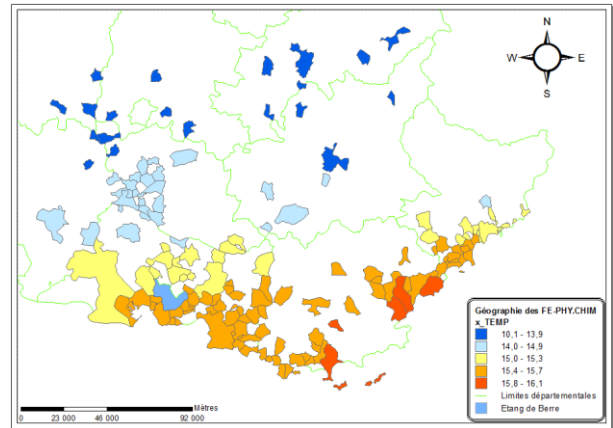 N
W E
S
Géographie des FE-PHY.CHIM
x_TEMP
10,1 - 13,9
14,0 - 14,9
15,0 - 15,3
15,4 - 15,7
15,8 - 16,1
Limites départementales
Etang de Berre
Mètres
0 23 000 46 000 92 000